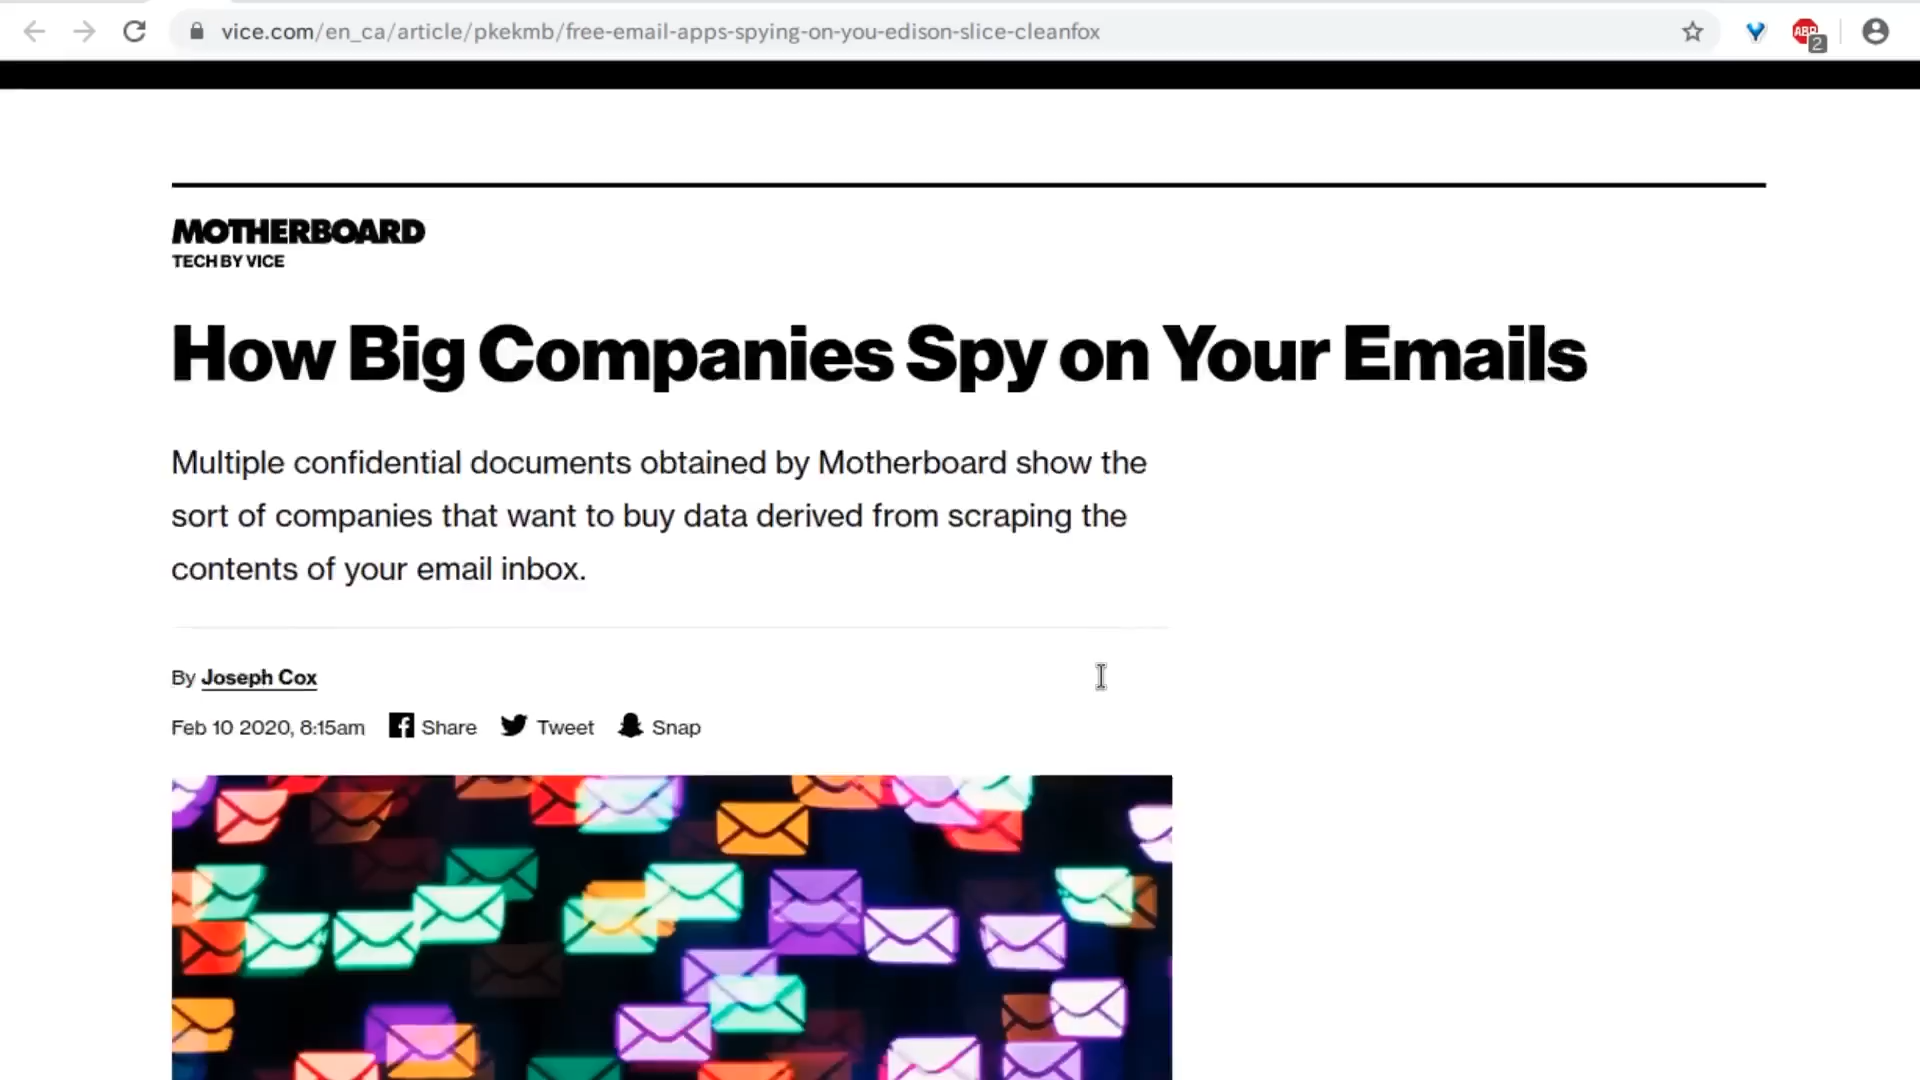 vice.com/en_ca/article/pkekmb/free-email-apps-spying-on-you-edison-slice-cleanfox
ABP
2
MOTHERBOARD
TECH BY VICE
How Big Companies Spy on Your Emails
Multiple confidential documents obtained by Motherboard show the
sort of companies that want to buy data derived from scraping the
contents of your email inbox.
By Joseph Cox
Feb 10 2020, 8:15am Share Tweet Snap